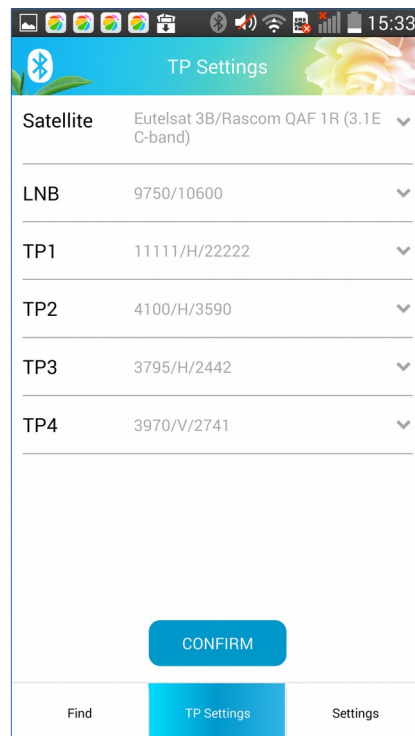 15:33
TP Settings
Satellite
Eutelsat 3B/Rascom QAF 1R (3.1E
C-band)
LNB
9750/10600
TP1
11111/H/22222
TP2
4100/H/3590
TP3
3795/H/2442
TP4
3970/V/2741
CONFIRM
Find
TP Settings
Settings